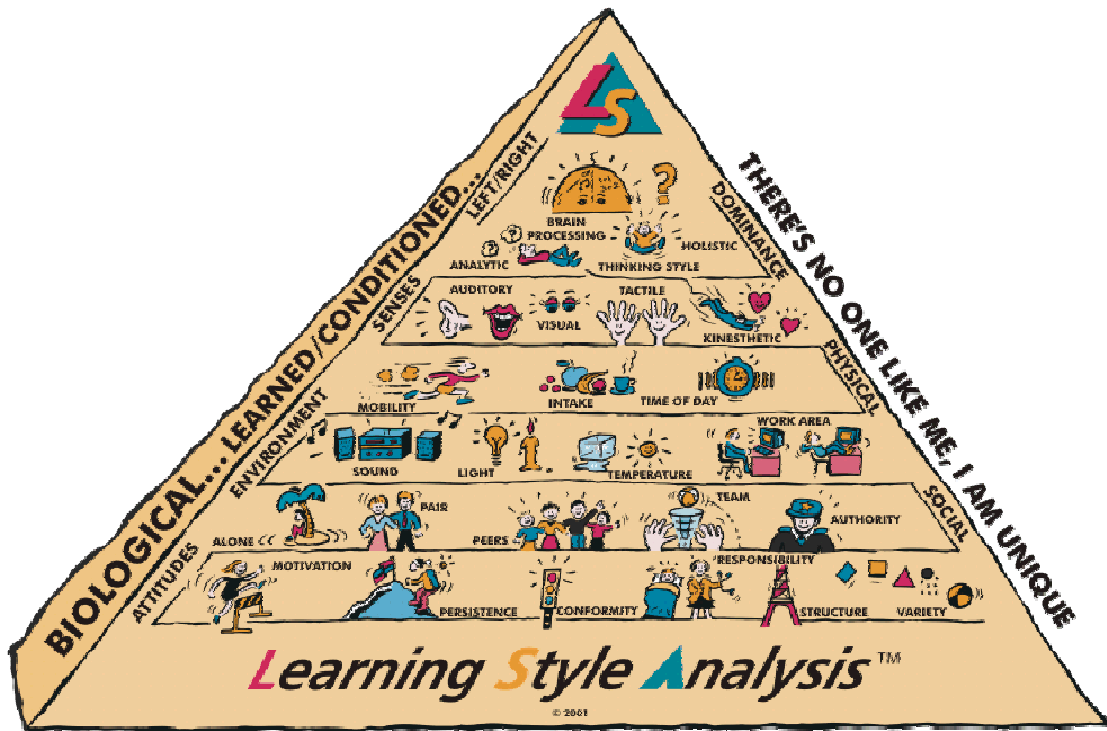 LS
BIOLOGICAL... LEARNED/CONDITIONED...
THERE'S NO ONE LIKE ME, I AM UNIQUE
LEFT/RIGHT
DOMINANCE
BRAIN
PROCESSING
ANALYTIC
THINKING STYLE
HOLISTIC
SENSES
AUDITORY
VISUAL
TACTILE
KINESTHETIC
PHYSICAL
MOBILITY
INTAKE
TIME OF DAY
ENVIRONMENT
SOUND
LIGHT
TEMPERATURE
WORK AREA
SOCIAL
ALONE
PAIR
PEERS
TEAM
AUTHORITY
ATTITUDES
MOTIVATION
PERSISTENCE
CONFORMITY
RESPONSIBILITY
STRUCTURE
VARIETY
Learning Style Analysis™
© 2001